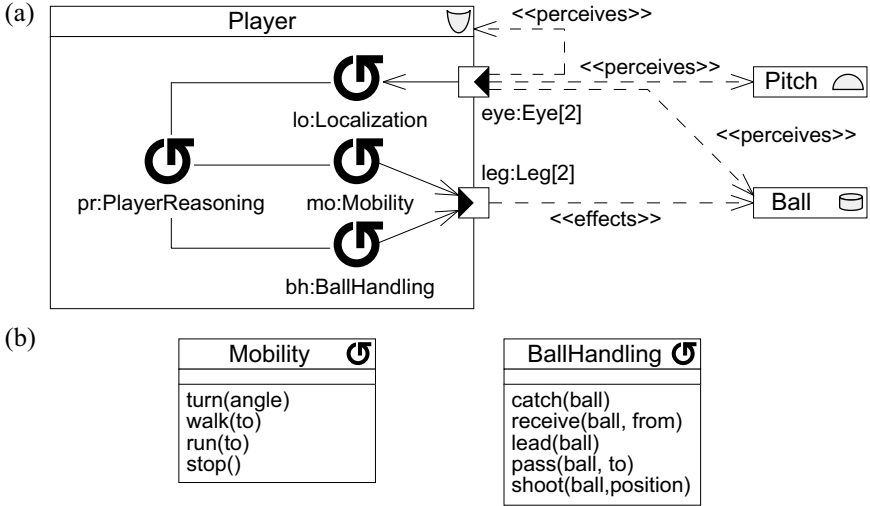 (a)
Player
<<perceives>>
<<perceives>>
Pitch
lo:Localization
eye:Eye[2]
<<perceives>>
leg:Leg[2]
pr:PlayerReasoning
mo:Mobility
<<effects>>
Ball
bh:BallHandling
(b)
Mobility
turn(angle)
walk(to)
run(to)
stop()
BallHandling
catch(ball)
receive(ball, from)
lead(ball)
pass(ball, to)
shoot(ball,position)